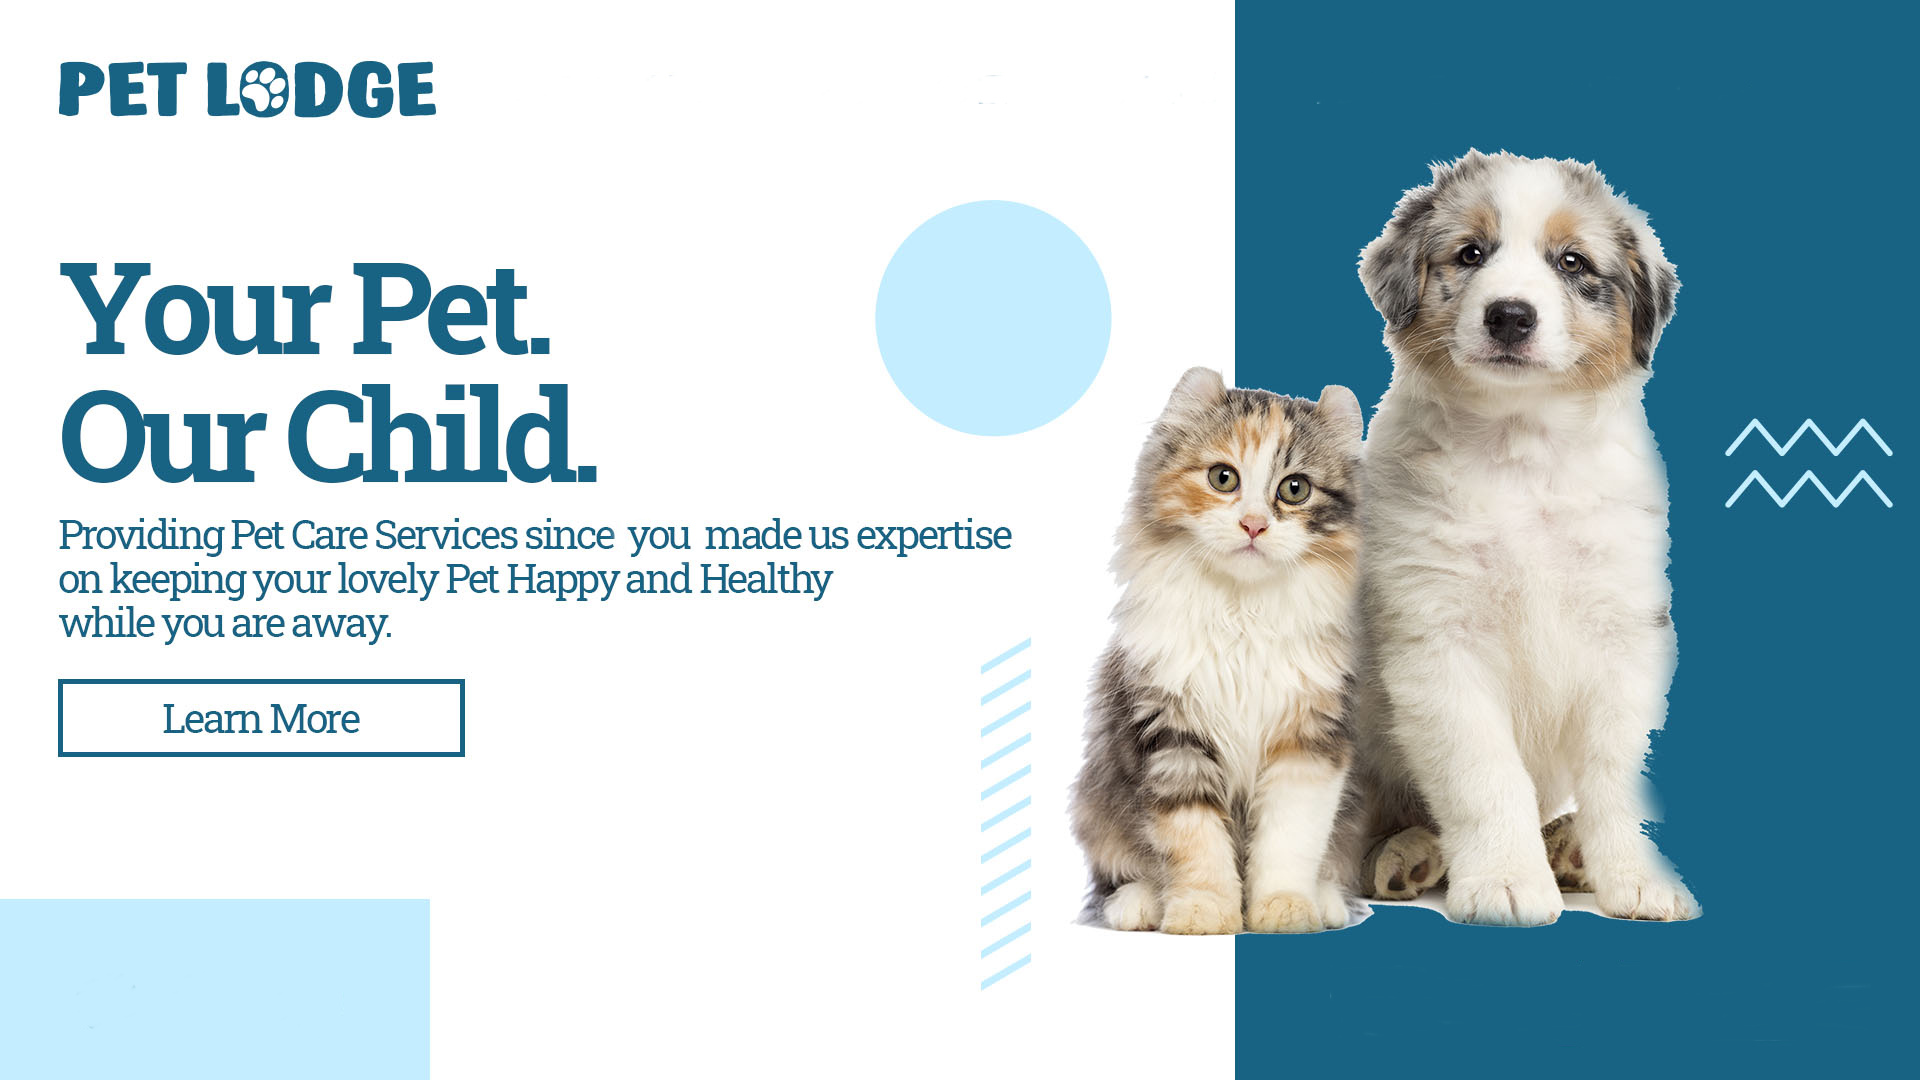 PET LODGE
Your Pet.
Our Child.
Providing Pet Care Services since you made us expertise
on keeping your lovely Pet Happy and Healthy
while you are away.
Learn More